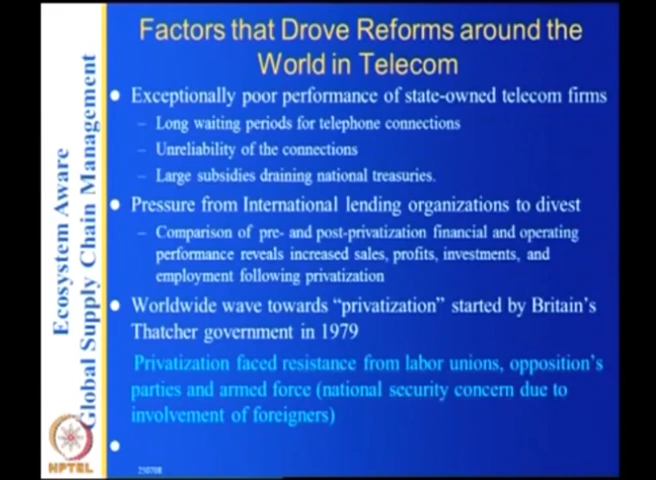 Factors that Drove Reforms around the
World in Telecom
Ecosystem Aware
Global Supply Chain Management
• Exceptionally poor performance of state-owned telecom firms
– Long waiting periods for telephone connections
– Unreliability of the connections
– Large subsidies draining national treasuries.
• Pressure from International lending organizations to divest
– Comparison of pre- and post-privatization financial and operating
performance reveals increased sales, profits, investments, and
employment following privatization
• Worldwide wave towards “privatization” started by Britain’s
Thatcher government in 1979
Privatization faced resistance from labor unions, opposition’s
parties and armed force (national security concern due to
involvement of foreigners)
•
NPTEL
250708